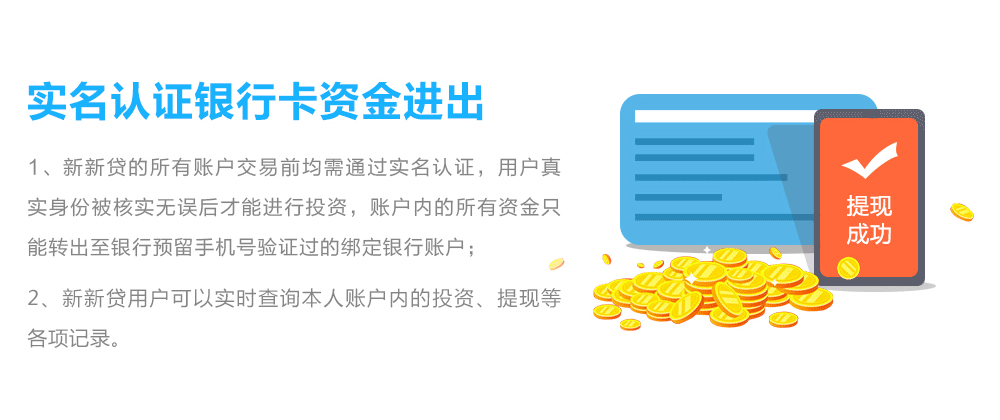 实名认证银行卡资金进出
1、新新贷的所有账户交易前均需通过实名认证，用户真
实身份被核实无误后才能进行投资，账户内的所有资金只
能转出至银行预留手机号验证过的绑定银行账户；
2、新新贷用户可以实时查询本人账户内的投资、提现等
各项记录。
提现
成功